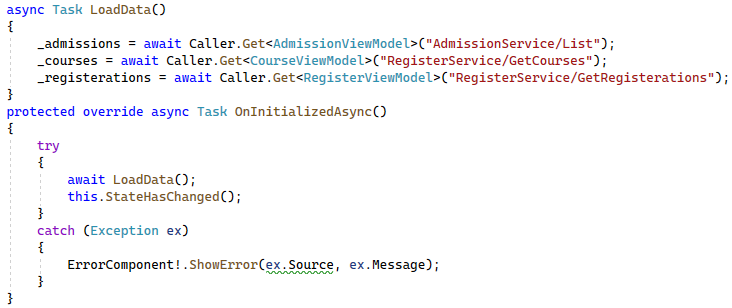 async Task LoadData()
{
    _admissions = await Caller.Get<AdmissionViewModel>("AdmissionService/List");
    _courses = await Caller.Get<CourseViewModel>("RegisterService/GetCourses");
    _registerations = await Caller.Get<RegisterViewModel>("RegisterService/GetRegisterations");
}
protected override async Task OnInitializedAsync()
{
    try
    {
        await LoadData();
        this.StateHasChanged();
    }
    catch (Exception ex)
    {
        ErrorComponent!.ShowError(ex.Source, ex.Message);
    }
}